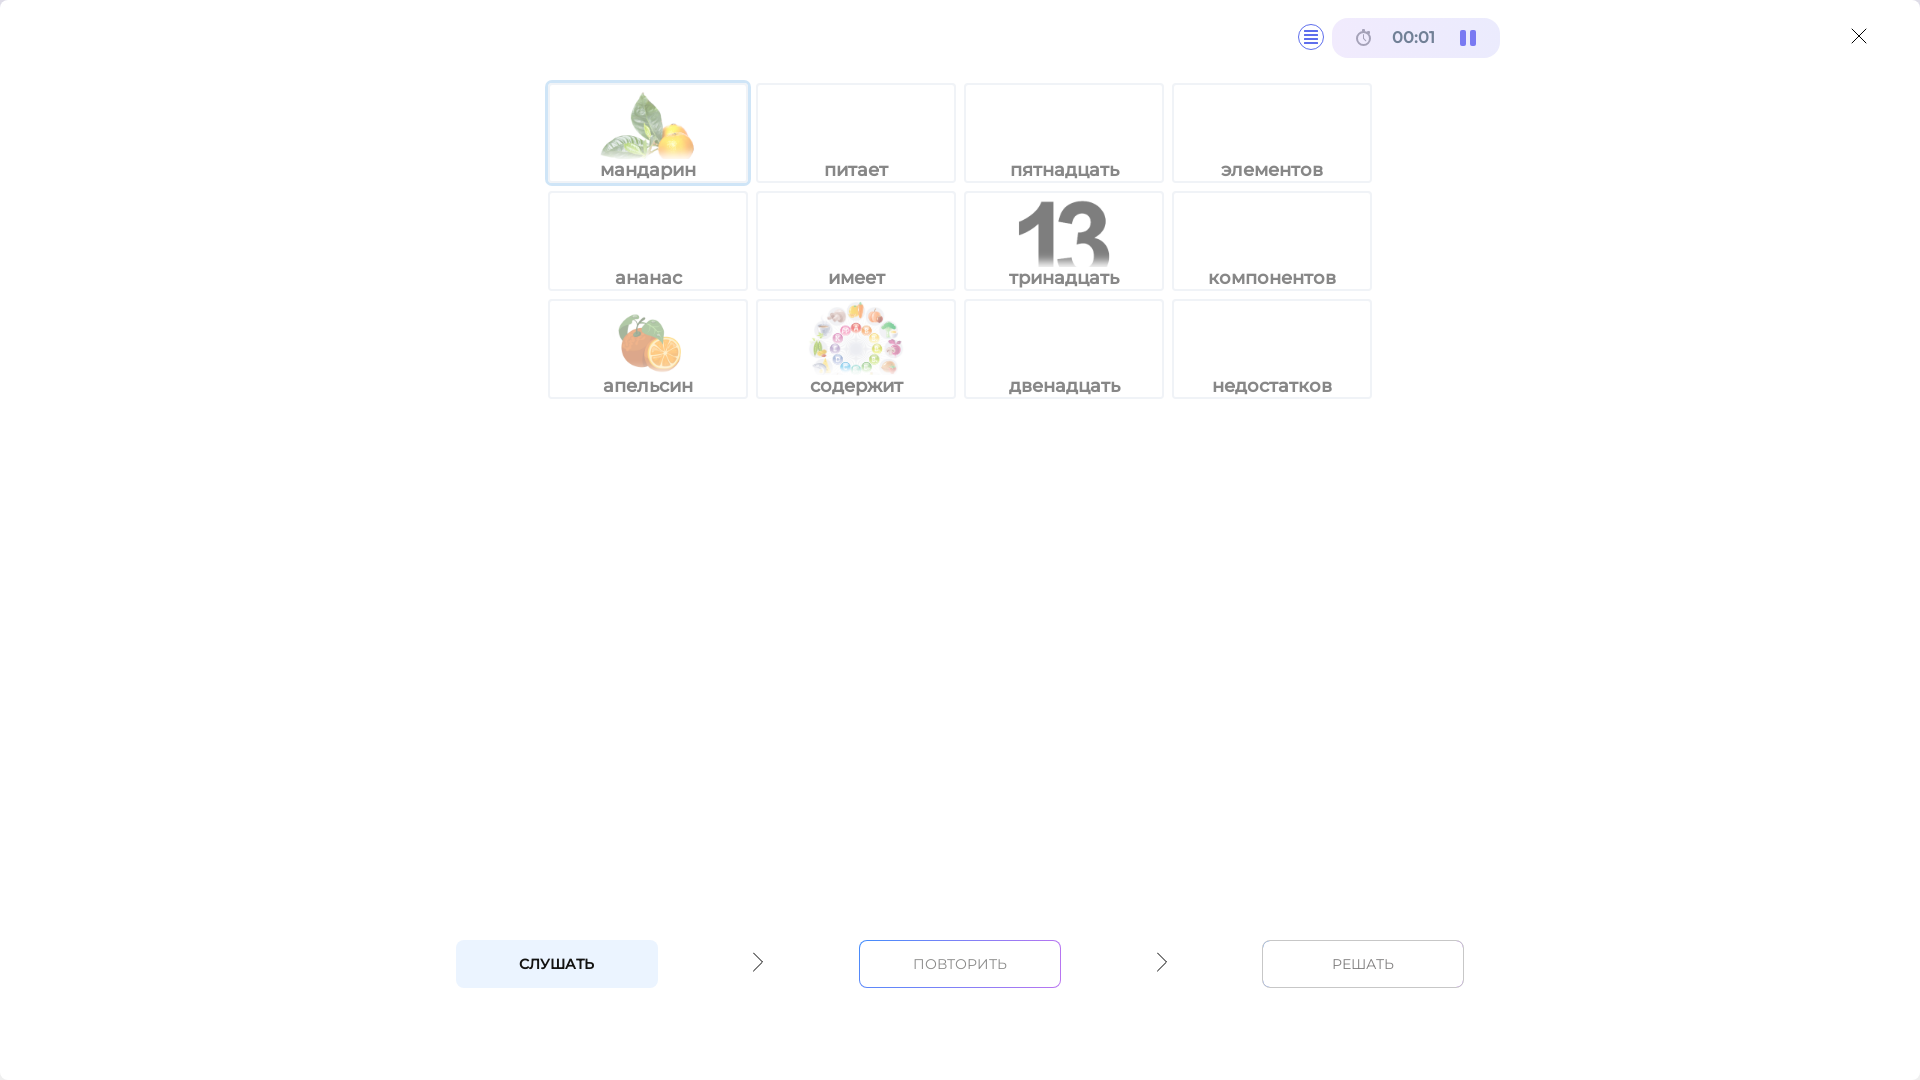 00:01
мандарин питает пятнадцать элементов
ананас имеет тринадцать компонентов
13
апельсин содержит двенадцать недостатков
СЛУШАТЬ ПОВТОРИТЬ РЕШАТЬ